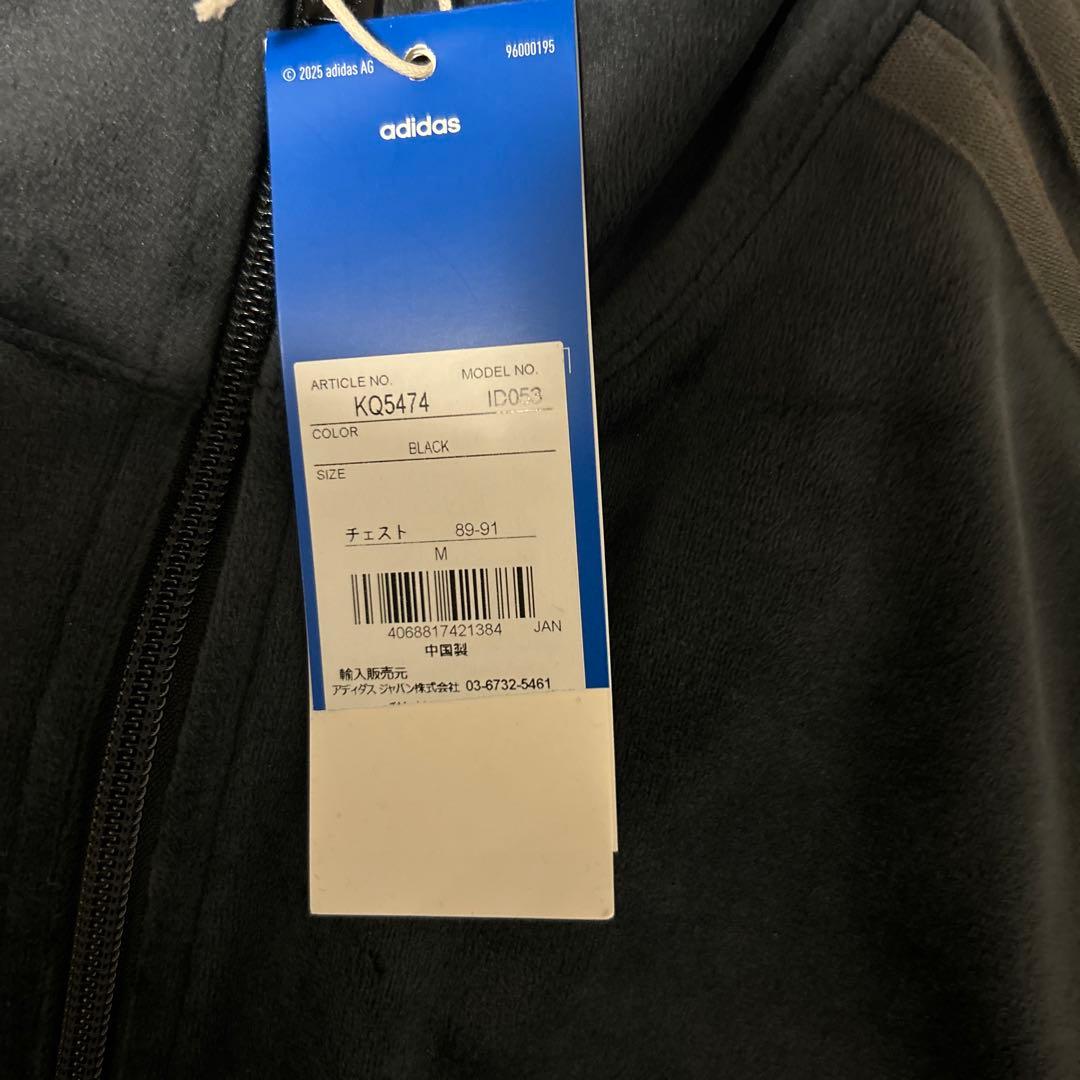 © 2025 adidas AG
96000195
adidas
ARTICLE NO. MODEL NO.
KQ5474 ID053
COLOR
BLACK
SIZE
チェスト 89-91
M
4068817421384 JAN
中国製
輸入販売元
アディダス ジャパン株式会社 03-6732-5461